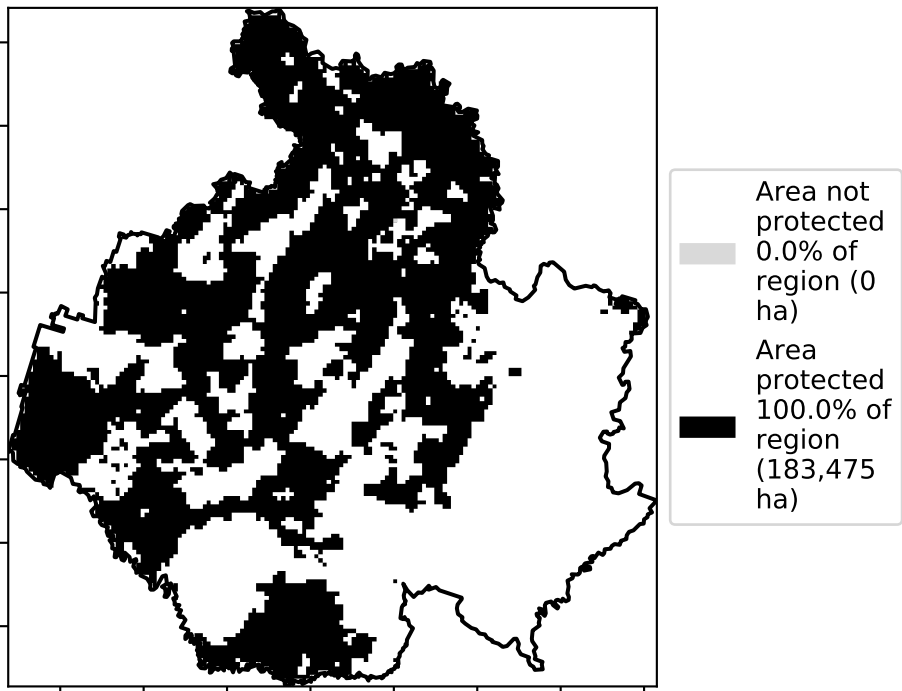 Area not
protected
0.0% of
region (0
ha)
Area
protected
100.0% of
region
(183,475
ha)